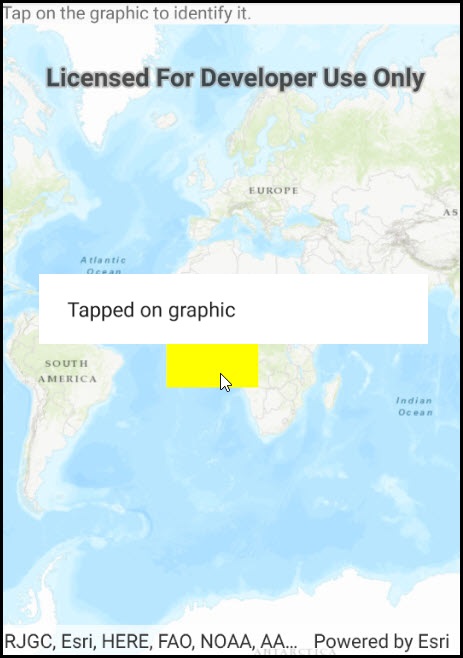 Tap on the graphic to identify it.
Licensed For Developer Use Only
EUROPE
AS
Atlantic
Ocean
Tapped on graphic
SOUTH
AMERICA
Indian
Ocean
RJGC, Esri, HERE, FAO, NOAA, AA... Powered by Esri
ANTARCTICA